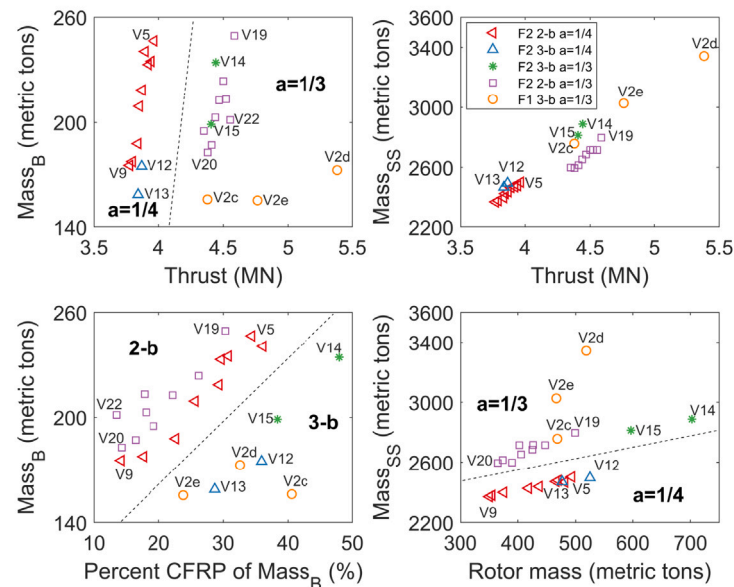 260
200
140
Mass_B (metric tons)
V5
V19
V14
a=1/3
V15
V22
V9
V12
V20
V2d
V13
V2c
V2e
a=1/4
3.5 4 4.5 5 5.5
Thrust (MN)
3600
3200
3000
2600
2200
Mass_SS (metric tons)
F2 2-b a=1/4
F2 3-b a=1/4
F2 3-b a=1/3
F2 2-b a=1/3
F1 3-b a=1/3
V2d
V2e
V14
V15
V2c
V19
V12
V13
V5
3.5 4 4.5 5 5.5
Thrust (MN)
260
200
140
Mass_B (metric tons)
V19
V5
2-b
V14
V22
V15
3-b
V20
V9
V2d
V12
V2e
V13
V2c
10 20 30 40 50
Percent CFRP of Mass_B (%)
3800
3400
3000
2600
2200
Mass_SS (metric tons)
V2d
V2e
a=1/3
V14
V2c
V19
V15
V20
V12
V13
V5
V9
a=1/4
300 400 500 600 700
Rotor mass (metric tons)